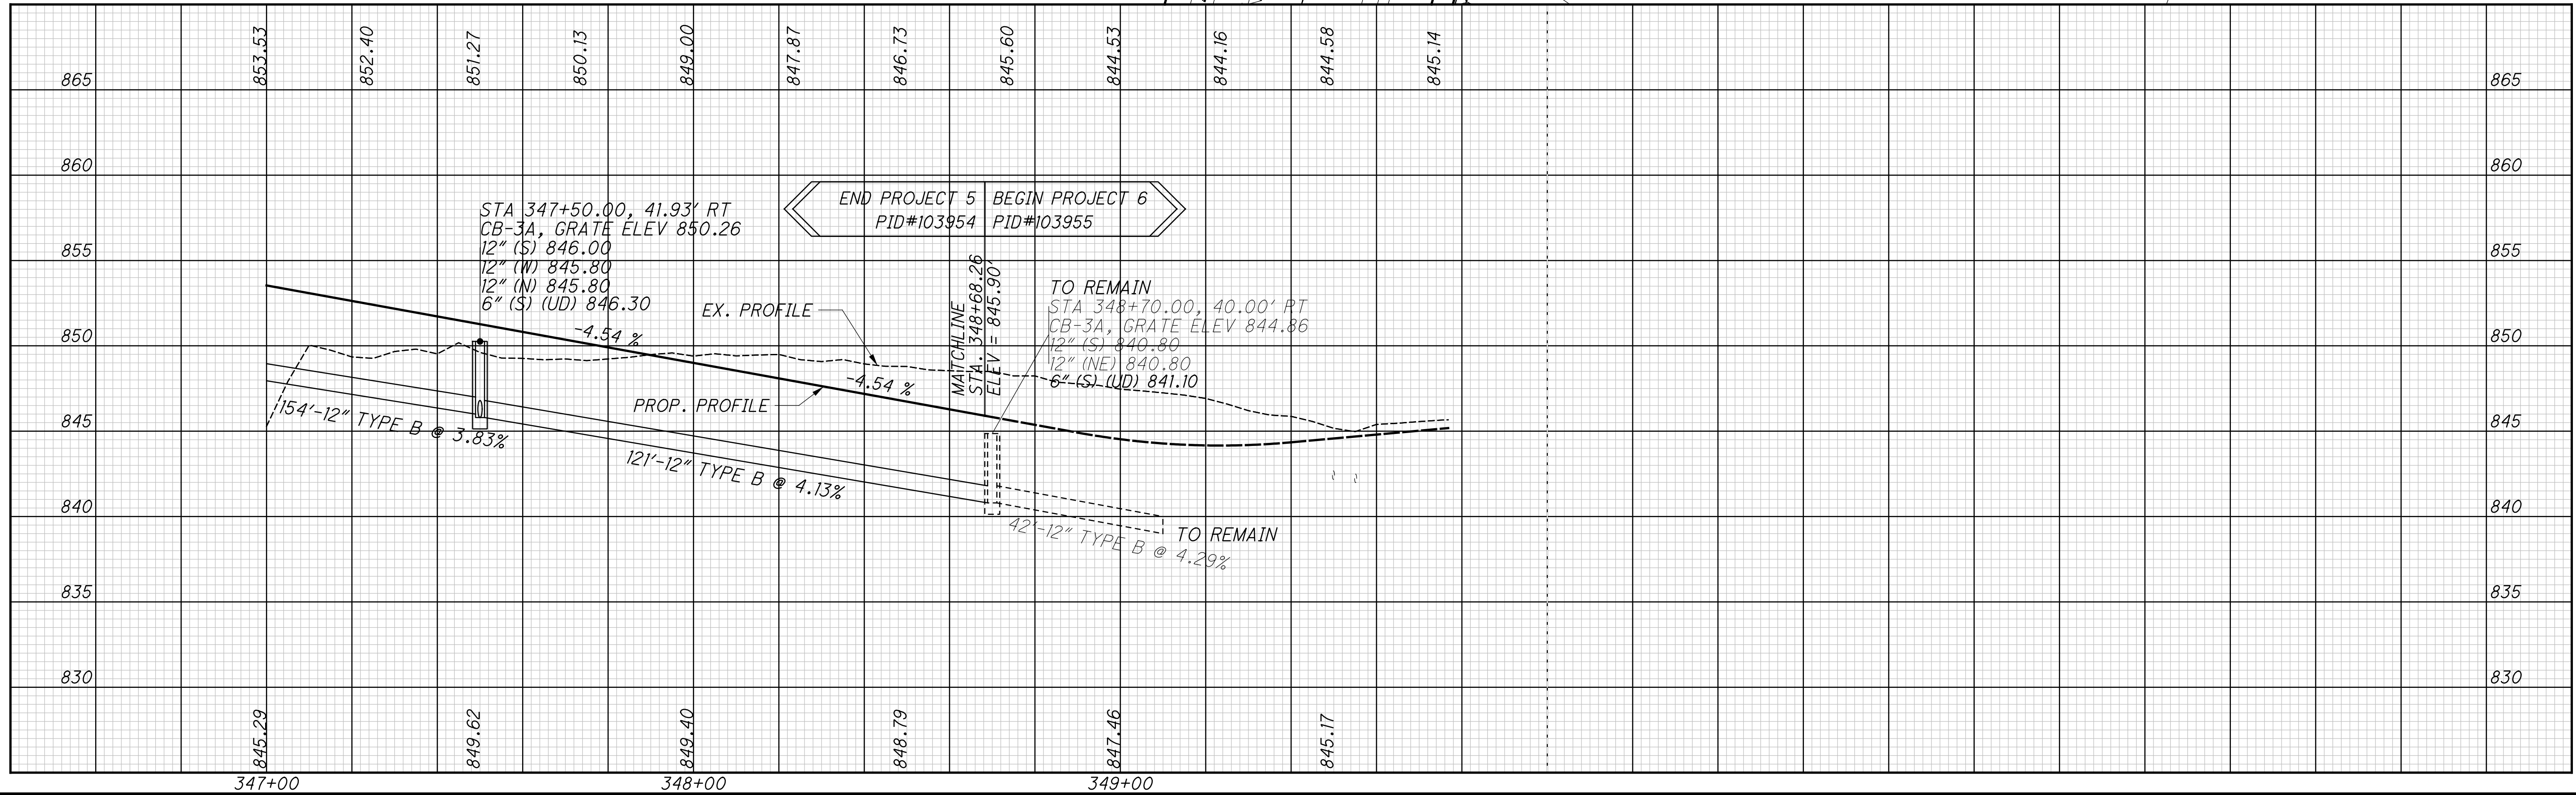 853.53
852.40
851.27
850.13
849.00
847.87
846.73
845.60
844.53
844.16
844.58
845.14
865
865
860
860
END PROJECT 5
PID#103954
BEGIN PROJECT 6
PID#103955
STA 347+50.00, 41.93' RT
CB-3A, GRATE ELEV 850.26
12" (S) 846.00
12" (W) 845.80
12" (N) 845.80
6" (S) (UD) 846.30
855
855
MATCHLINE
STA. 348+68.26
ELEV = 845.90'
TO REMAIN
STA 348+70.00, 40.00' RT
CB-3A, GRATE ELEV 844.86
12" (S) 840.80
12" (NE) 840.80
6" (S) (UD) 841.10
EX. PROFILE
-4.54 %
850
850
-4.54 %
PROP. PROFILE
154'-12" TYPE B @ 3.83%
845
845
121'-12" TYPE B @ 4.13%
840
840
42'-12" TYPE B @ 4.29%
TO REMAIN
835
835
830
830
845.29
849.62
849.40
848.79
847.46
845.17
347+00
348+00
349+00